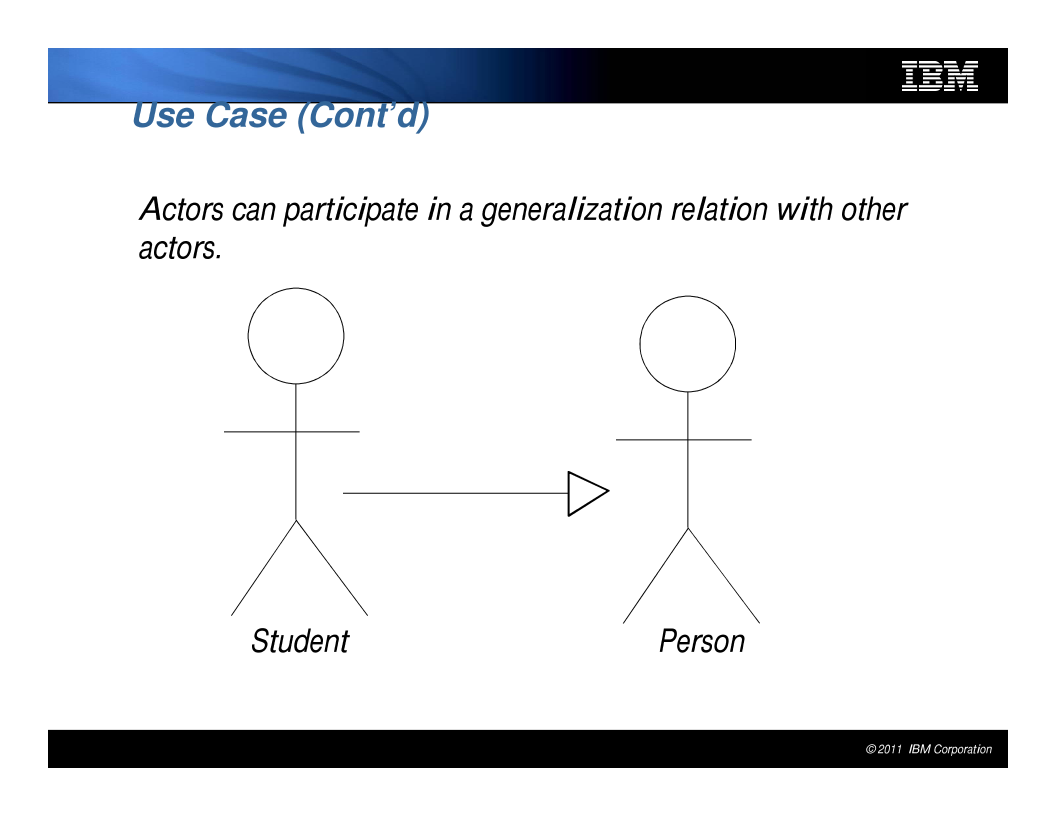 IBM
Use Case (Cont’d)
Actors can participate in a generalization relation with other
actors.
Student
Person
© 2011 IBM Corporation